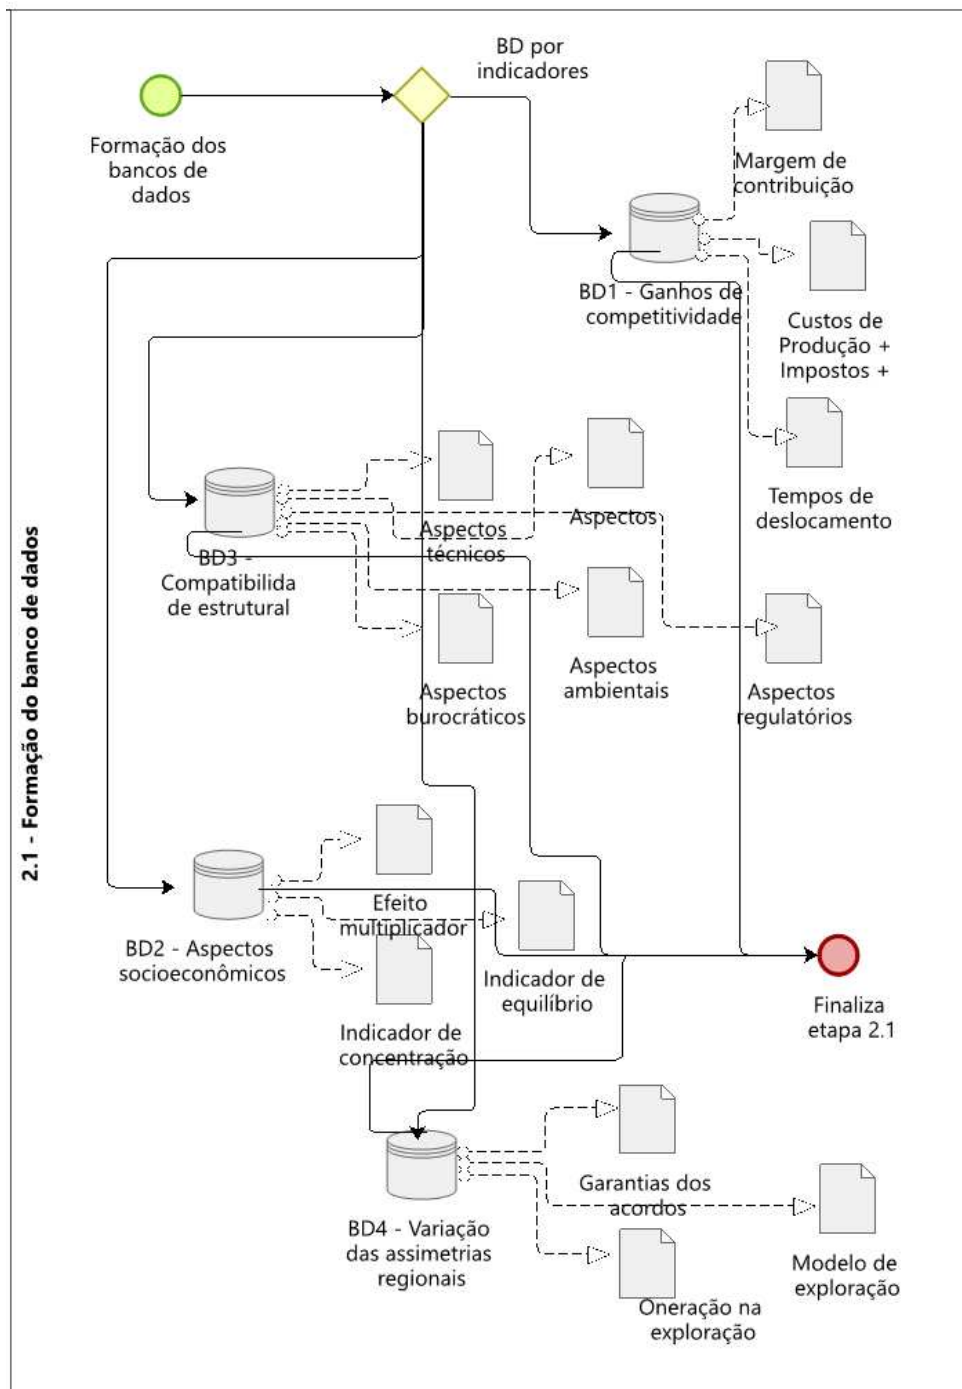 2.1 - Formação do banco de dados
BD por
indicadores
Formação dos
bancos de
dados
Margem de
contribuição
BD1 - Ganhos de
competitividade
Custos de
Produção +
Impostos +
Tempos de
deslocamento
Aspectos
técnicos
Aspectos
BD3 -
Compatibilida
de estrutural
Aspectos
burocráticos
Aspectos
ambientais
Aspectos
regulatórios
Efeito
multiplicador
BD2 - Aspectos
socioeconômicos
Indicador de
equilíbrio
Indicador de
concentração
Finaliza
etapa 2.1
Garantias dos
acordos
BD4 - Variação
das assimetrias
regionais
Modelo de
exploração
Oneração na
exploração